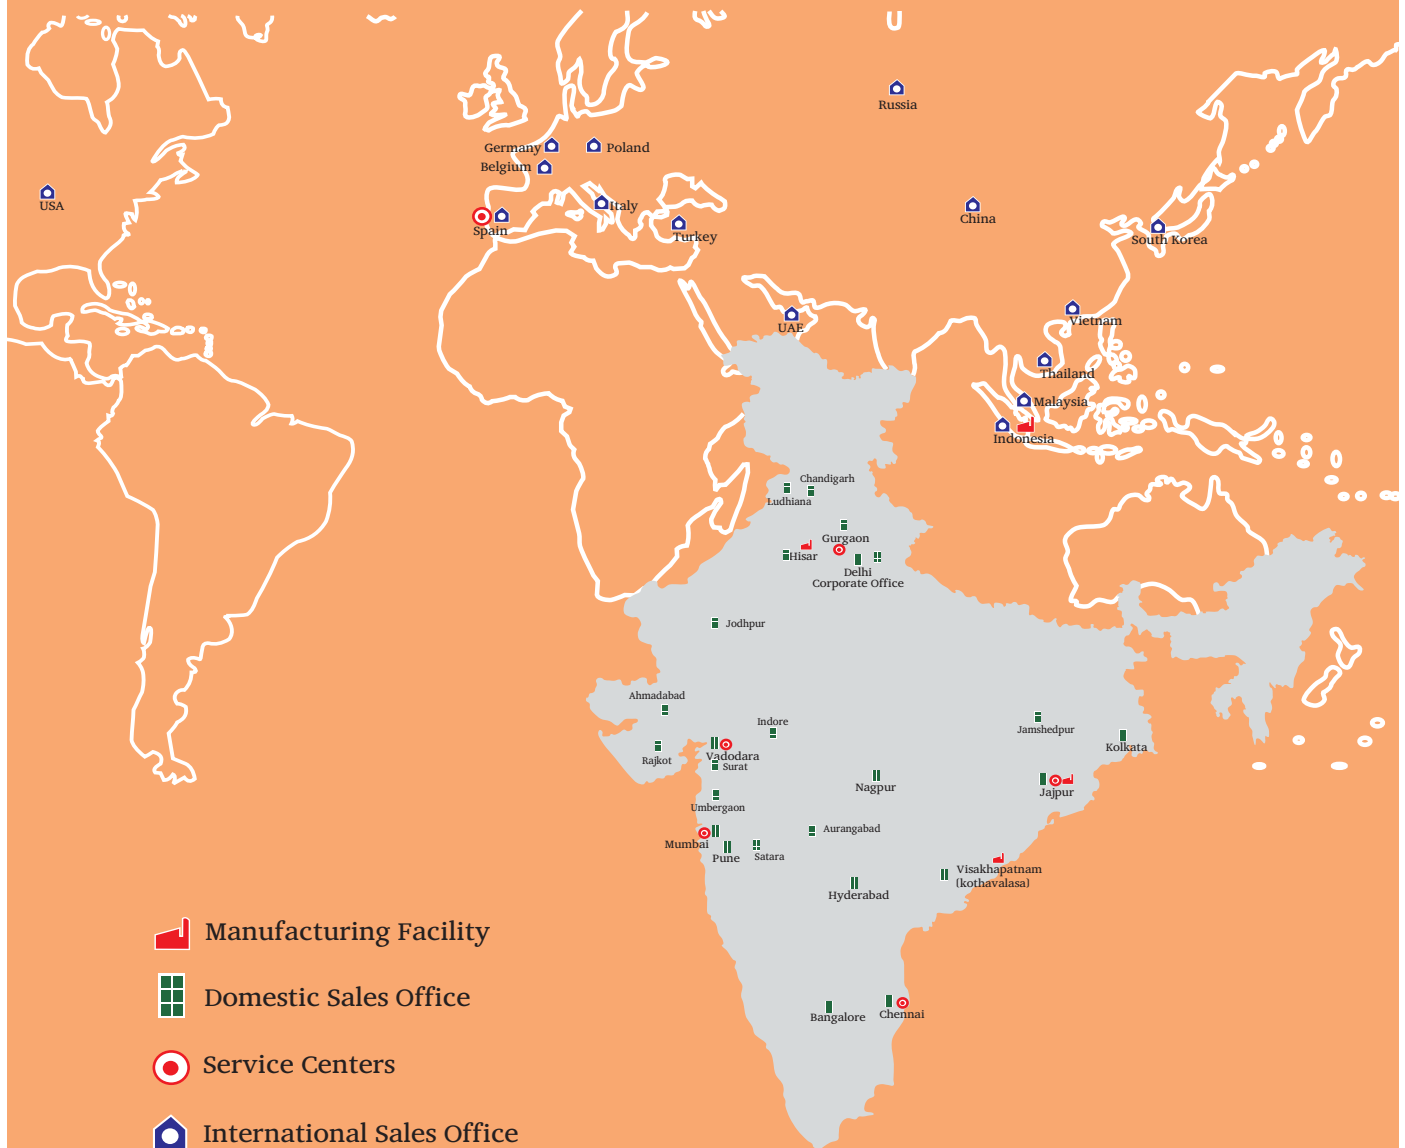 Russia
Germany
Poland
Belgium
USA
Italy
Spain
Turkey
China
South Korea
UAE
Vietnam
Thailand
Malaysia
Indonesia
Chandigarh
Ludhiana
Gurgaon
Hisar
Delhi
Corporate Office
Jodhpur
Ahmadabad
Indore
Jamshedpur
Kolkata
Rajkot
Vadodara
Surat
Nagpur
Jajpur
Umbergaon
Aurangabad
Mumbai
Pune
Satara
Visakhapatnam
(kothavalasa)
Hyderabad
Bangalore
Chennai
Manufacturing Facility
Domestic Sales Office
Service Centers
International Sales Office